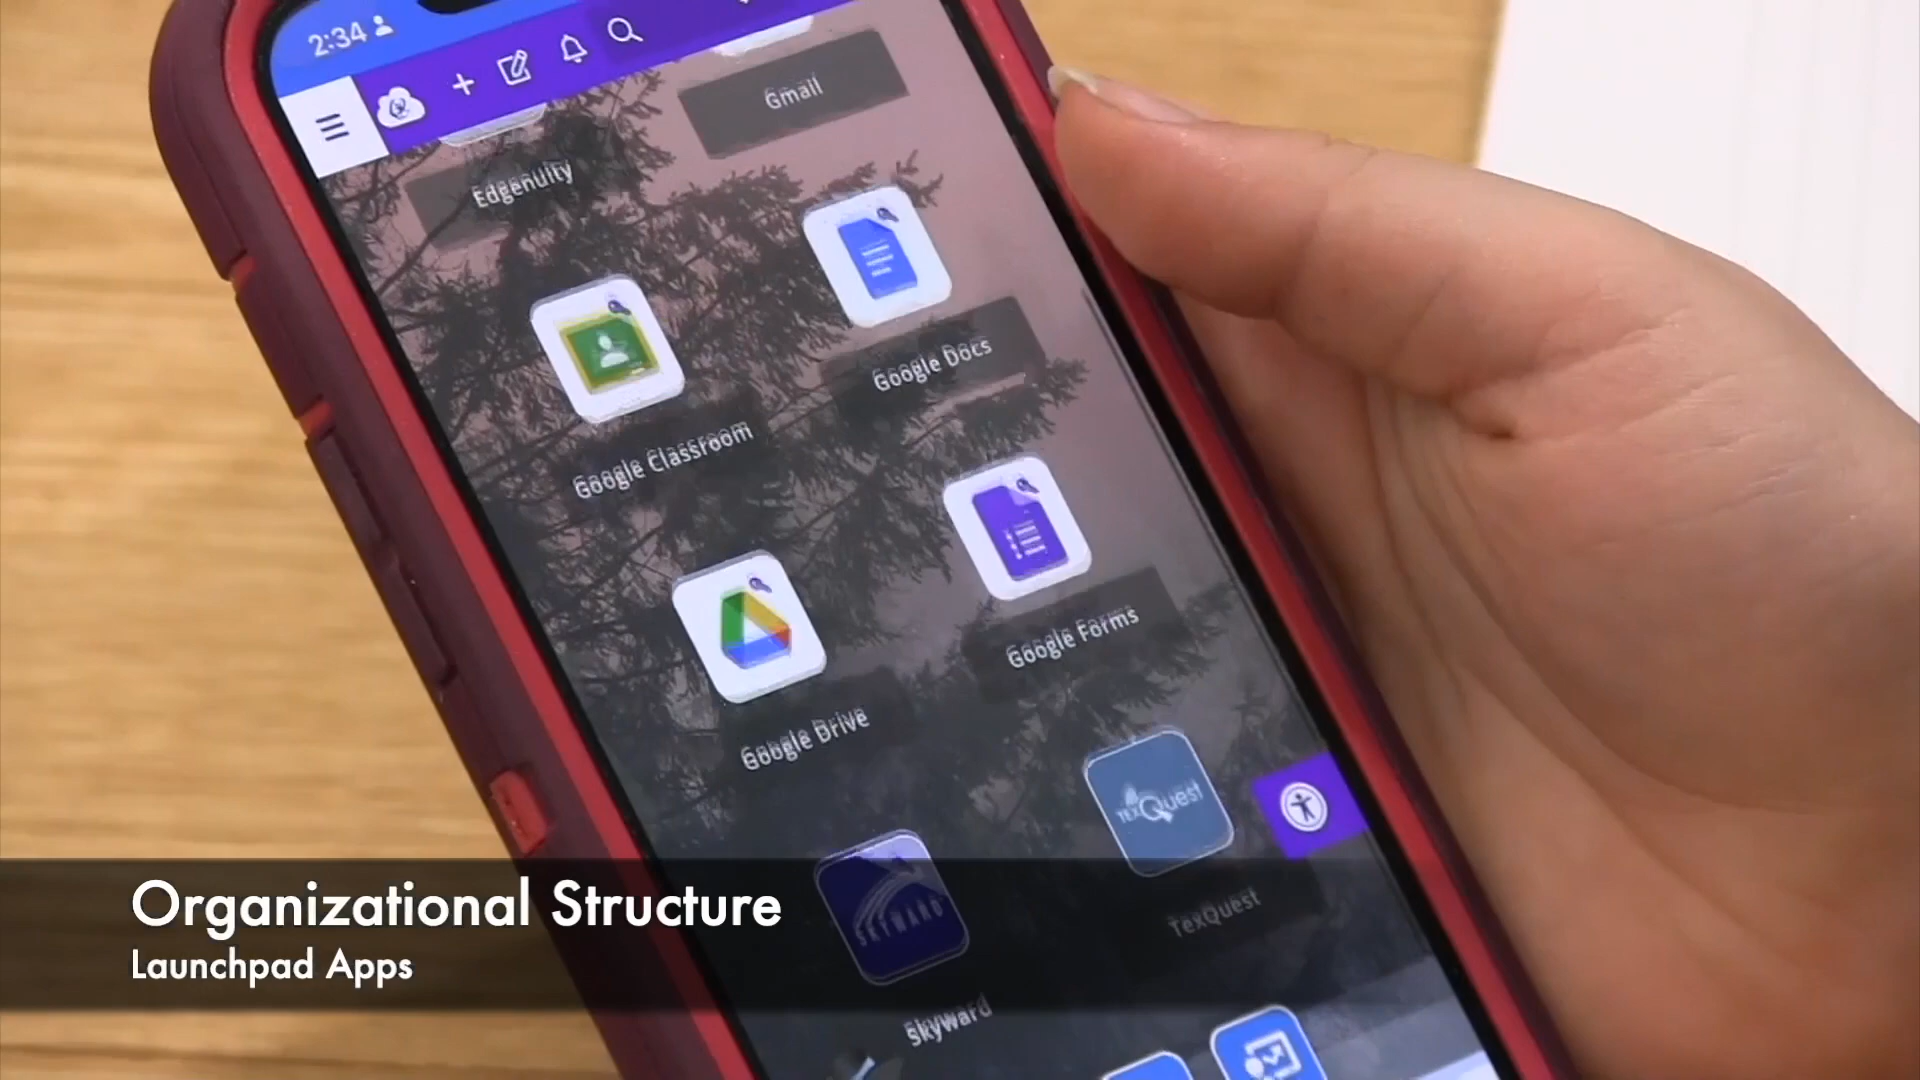 2:34
Gmail
Edgenuity
Google Docs
Google Classroom
Google Forms
Google Drive
TEXQuest
TexQuest
SKYWARD
Skyward
Organizational Structure
Launchpad Apps